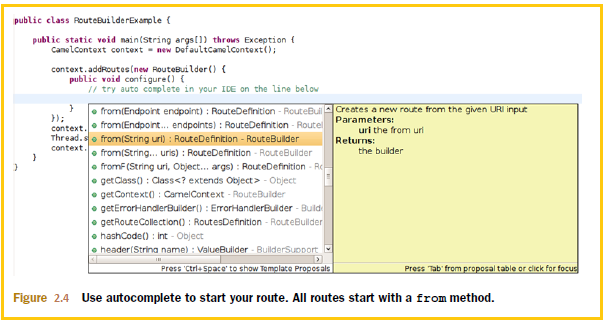 public class RouteBuilderExample {
public static void main(String args[]) throws Exception {
CamelContext context = new DefaultCamelContext();
context.addRoutes(new RouteBuilder() {
public void configure() {
// try auto complete in your IDE on the line below
}
});
context.
Thread.s
context.
}
}
from(Endpoint endpoint) : RouteDefinition - RouteBuil
from(Endpoint... endpoints) : RouteDefinition - Routel
from(String uri) : RouteDefinition - RouteBuilder
from(String... uris) : RouteDefinition - RouteBuilder
fromF(String uri, Object... args) : RouteDefinition - Ro
getClass() : Class<? extends Object> - Object
getContext() : CamelContext - RouteBuilder
getErrorHandlerBuilder() : ErrorHandlerBuilder - Build
getRouteCollection() : RoutesDefinition - RouteBuilder
hashCode() : int - Object
header(String name) : ValueBuilder - BuilderSupport
Press 'Ctrl+Space' to show Template Proposals
Creates a new route from the given URI input
Parameters:
uri the from uri
Returns:
the builder
Press 'Tab' from proposal table or click for focus
Figure 2.4 Use autocomplete to start your route. All routes start with a from method.